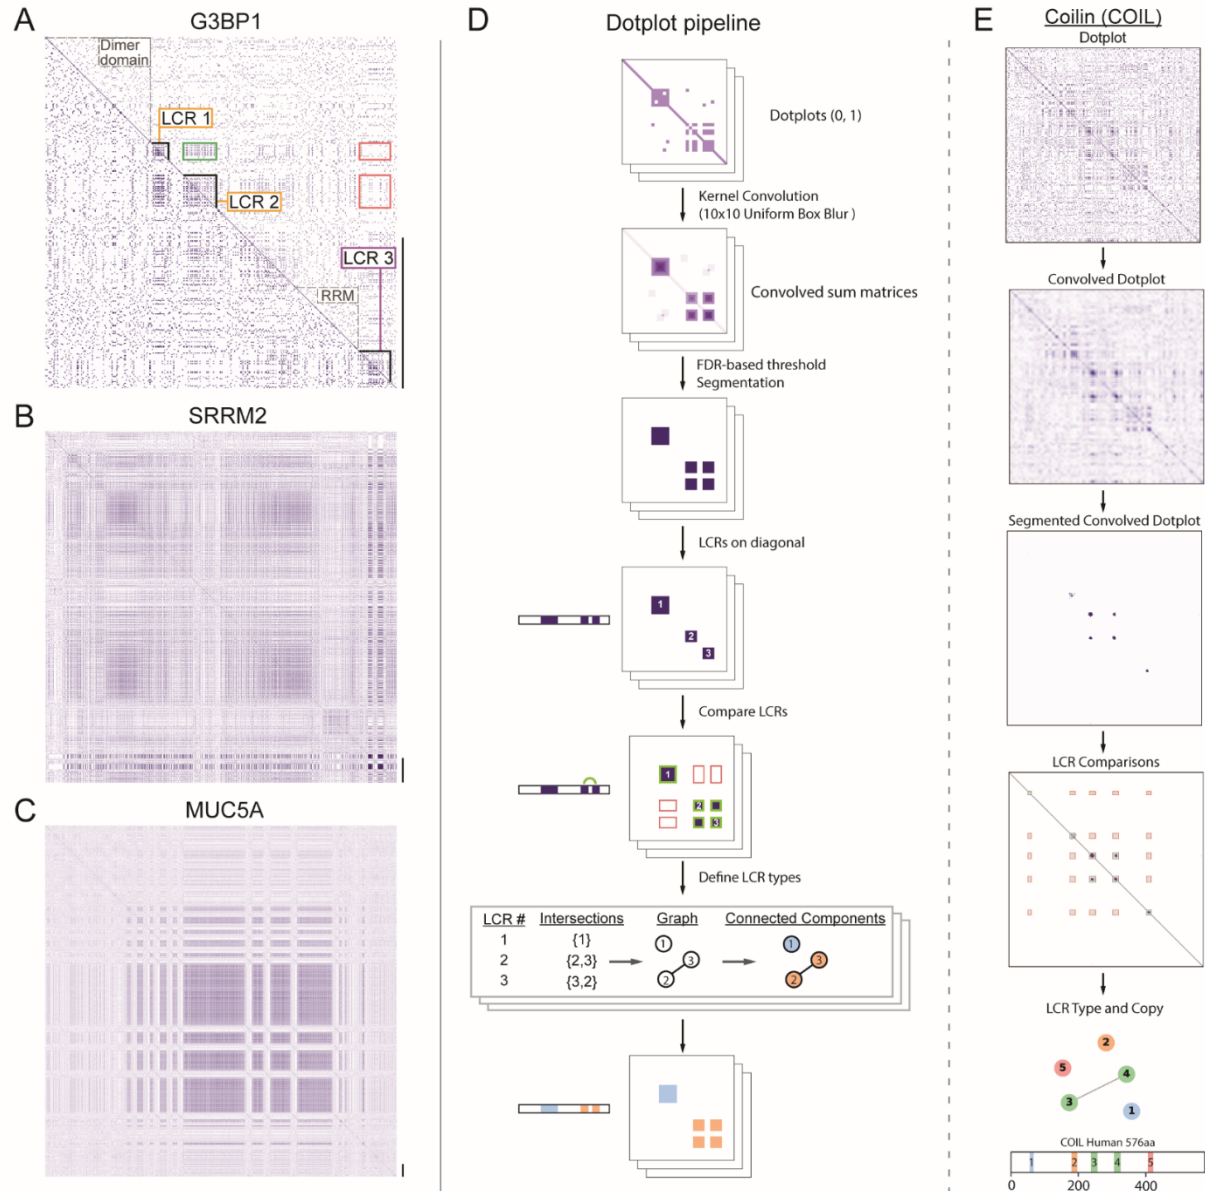 A
G3BP1
Dimer
domain
LCR 1
LCR 2
LCR 3
RRM
B
SRRM2
C
MUC5A
D
Dotplot pipeline
Dotplots (0, 1)
Kernel Convolution
(10x10 Uniform Box Blur )
Convolved sum matrices
FDR-based threshold
Segmentation
LCRs on diagonal
1
2
3
Compare LCRs
1
2
3
Define LCR types
LCR # Intersections Graph Connected Components
1 {1} 1 1
2 {2,3} 3 3
3 {3,2} 2 2
E
Coilin (COIL)
Dotplot
Convolved Dotplot
Segmented Convolved Dotplot
LCR Comparisons
LCR Type and Copy
2
5
4
3
1
COIL Human 576aa
1 2 3 4 5
0 200 400